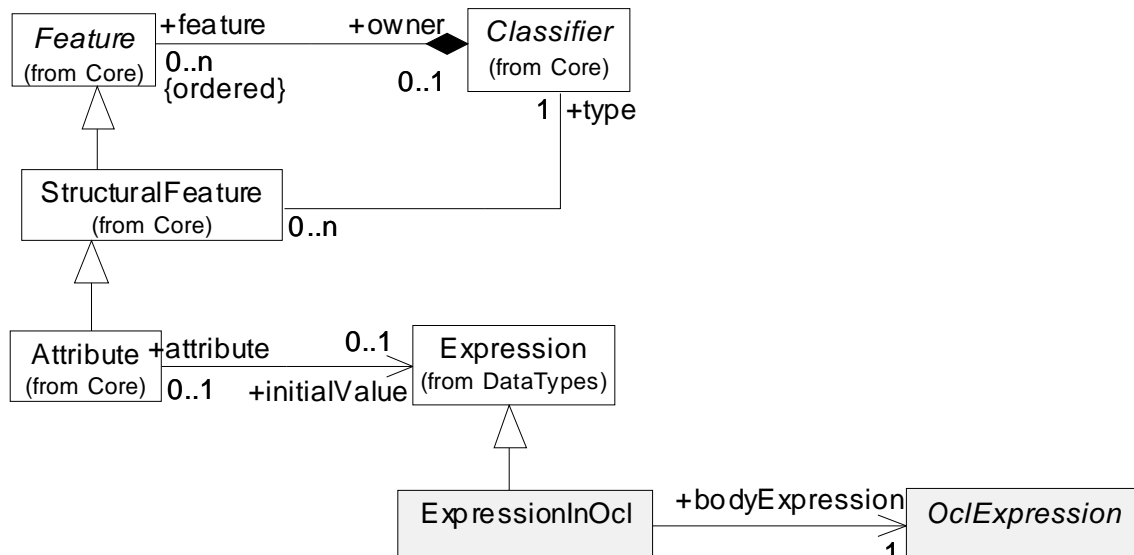 Feature
(from Core)
+feature
+owner
0..n
{ordered}
0..1
Classifier
(from Core)
1 +type
StructuralFeature
(from Core)
0..n
Attribute
(from Core)
+attribute
0..1
0..1
+initialValue
Expression
(from DataTypes)
ExpressionInOcl
+bodyExpression
1
OclExpression